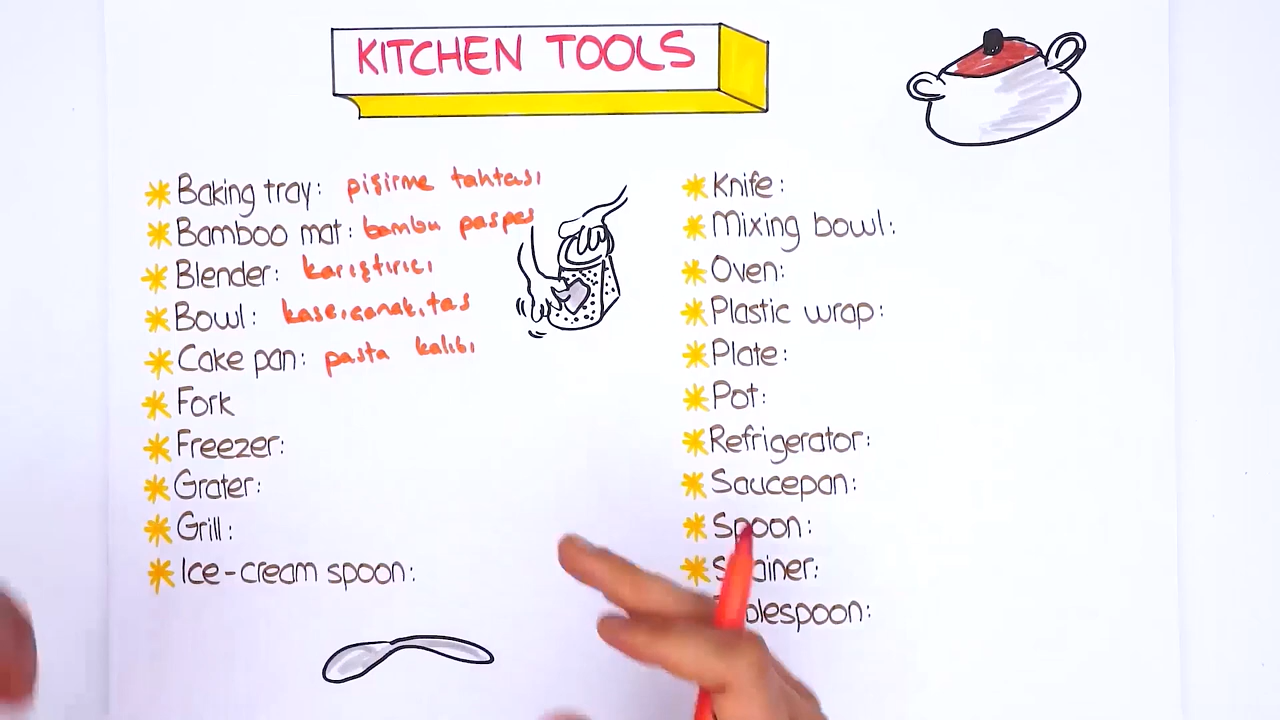 KITCHEN TOOLS
Baking tray: pişirme tahtası
Bamboo mat: bambu paspas
Blender: karıştırıcı
Bowl: kase, çanak, tas
Cake pan: pasta kalıbı
Fork
Freezer:
Grater:
Grill:
Ice-cream spoon:
Knife:
Mixing bowl:
Oven:
Plastic wrap:
Plate:
Pot:
Refrigerator:
Saucepan:
Spoon: